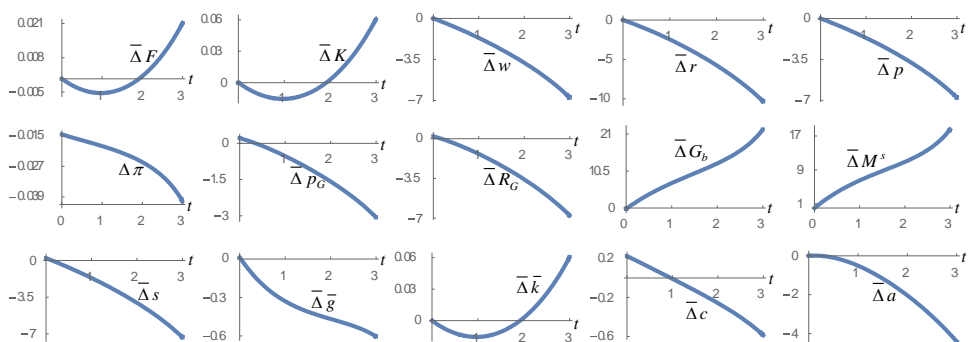 0.021
0.008
-0.005
1 2 3
t
Δ̅ F
0.06
0.03
0
1 2 3
t
Δ̅ K
0
-3.5
-7
1 2 3
t
Δ̅ w
0
-5
-10
1 2 3
t
Δ̅ r
0
-3.5
-7
1 2 3
t
Δ̅ p
-0.015
-0.027
-0.039
0 1 2 3
t
Δ π
0
-1.5
-3
1 2 3
t
Δ̅ p_G
0
-3.5
-7
1 2 3
t
Δ̅ R_G
21
10.5
0
0 1 2 3
t
Δ̅ G_b
17
9
1
0 1 2 3
t
Δ̅ M^s
0
-3.5
-7
1 2 3
t
Δ̅ s
0
-0.3
-0.6
1 2 3
t
Δ̅ g̅
0.06
0.03
0
1 2 3
t
Δ̅ k̅
0.2
-0.2
-0.6
1 2 3
t
Δ̅ c
0
-2
-4
1 2 3
t
Δ̅ a